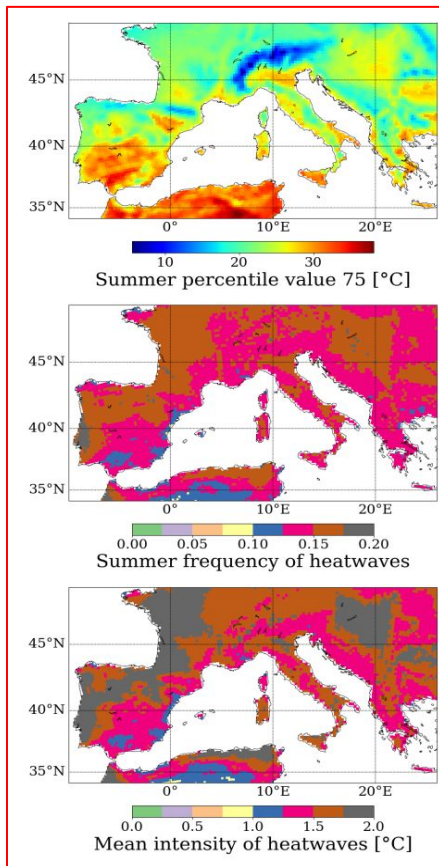 45°N
40°N
35°N
0°E 10°E 20°E
10 20 30
Summer percentile value 75 [°C]
45°N
40°N
35°N
0°E 10°E 20°E
0.00 0.05 0.10 0.15 0.20
Summer frequency of heatwaves
45°N
40°N
35°N
0°E 10°E 20°E
0.0 0.5 1.0 1.5 2.0
Mean intensity of heatwaves [°C]